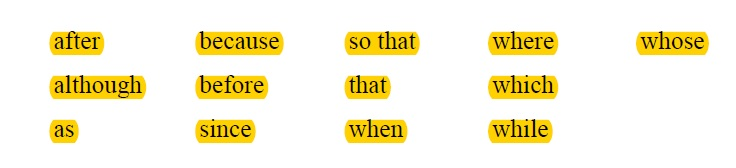 after because so that where whose
although before that which
as since when while